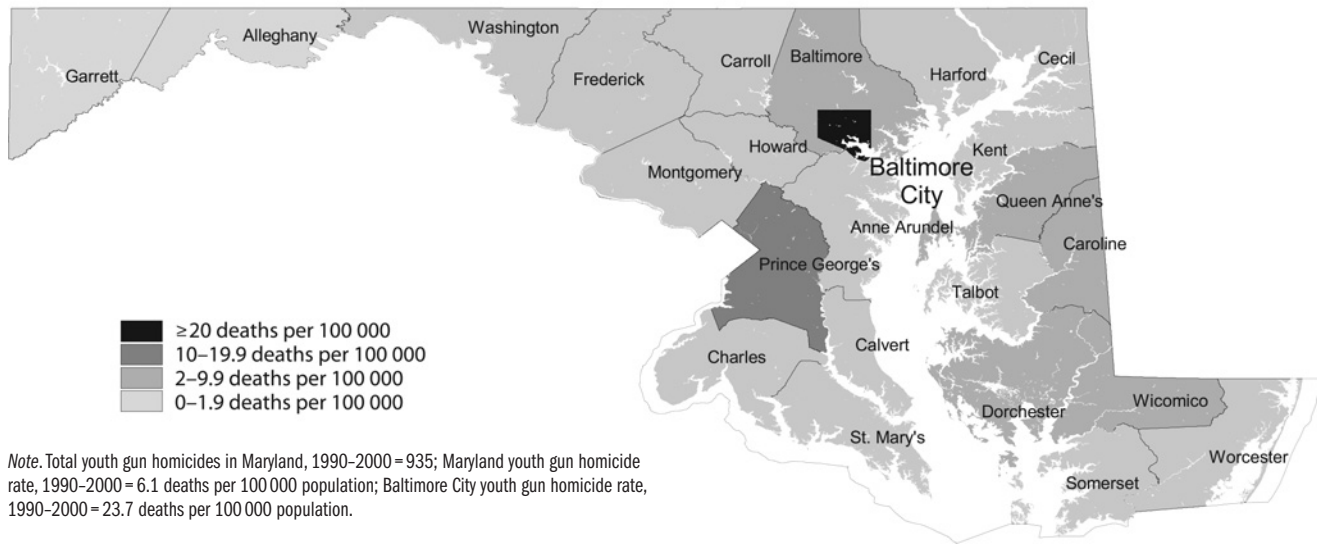 Garrett
Alleghany
Washington
Frederick
Carroll
Baltimore
Harford
Cecil
Howard
Montgomery
Baltimore
City
Kent
Queen Anne's
Anne Arundel
Caroline
Prince George's
Talbot
Charles
Calvert
Dorchester
Wicomico
St. Mary's
Worcester
Somerset
≥20 deaths per 100 000
10–19.9 deaths per 100 000
2–9.9 deaths per 100 000
0–1.9 deaths per 100 000
Note. Total youth gun homicides in Maryland, 1990–2000=935; Maryland youth gun homicide
rate, 1990–2000=6.1 deaths per 100 000 population; Baltimore City youth gun homicide rate,
1990–2000=23.7 deaths per 100 000 population.